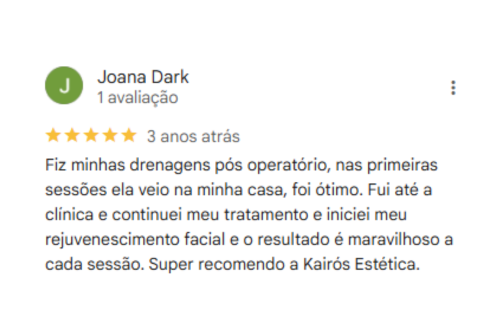 J
Joana Dark
1 avaliação
3 anos atrás
Fiz minhas drenagens pós operatório, nas primeiras
sessões ela veio na minha casa, foi ótimo. Fui até a
clínica e continuei meu tratamento e iniciei meu
rejuvenescimento facial e o resultado é maravilhoso a
cada sessão. Super recomendo a Kairós Estética.